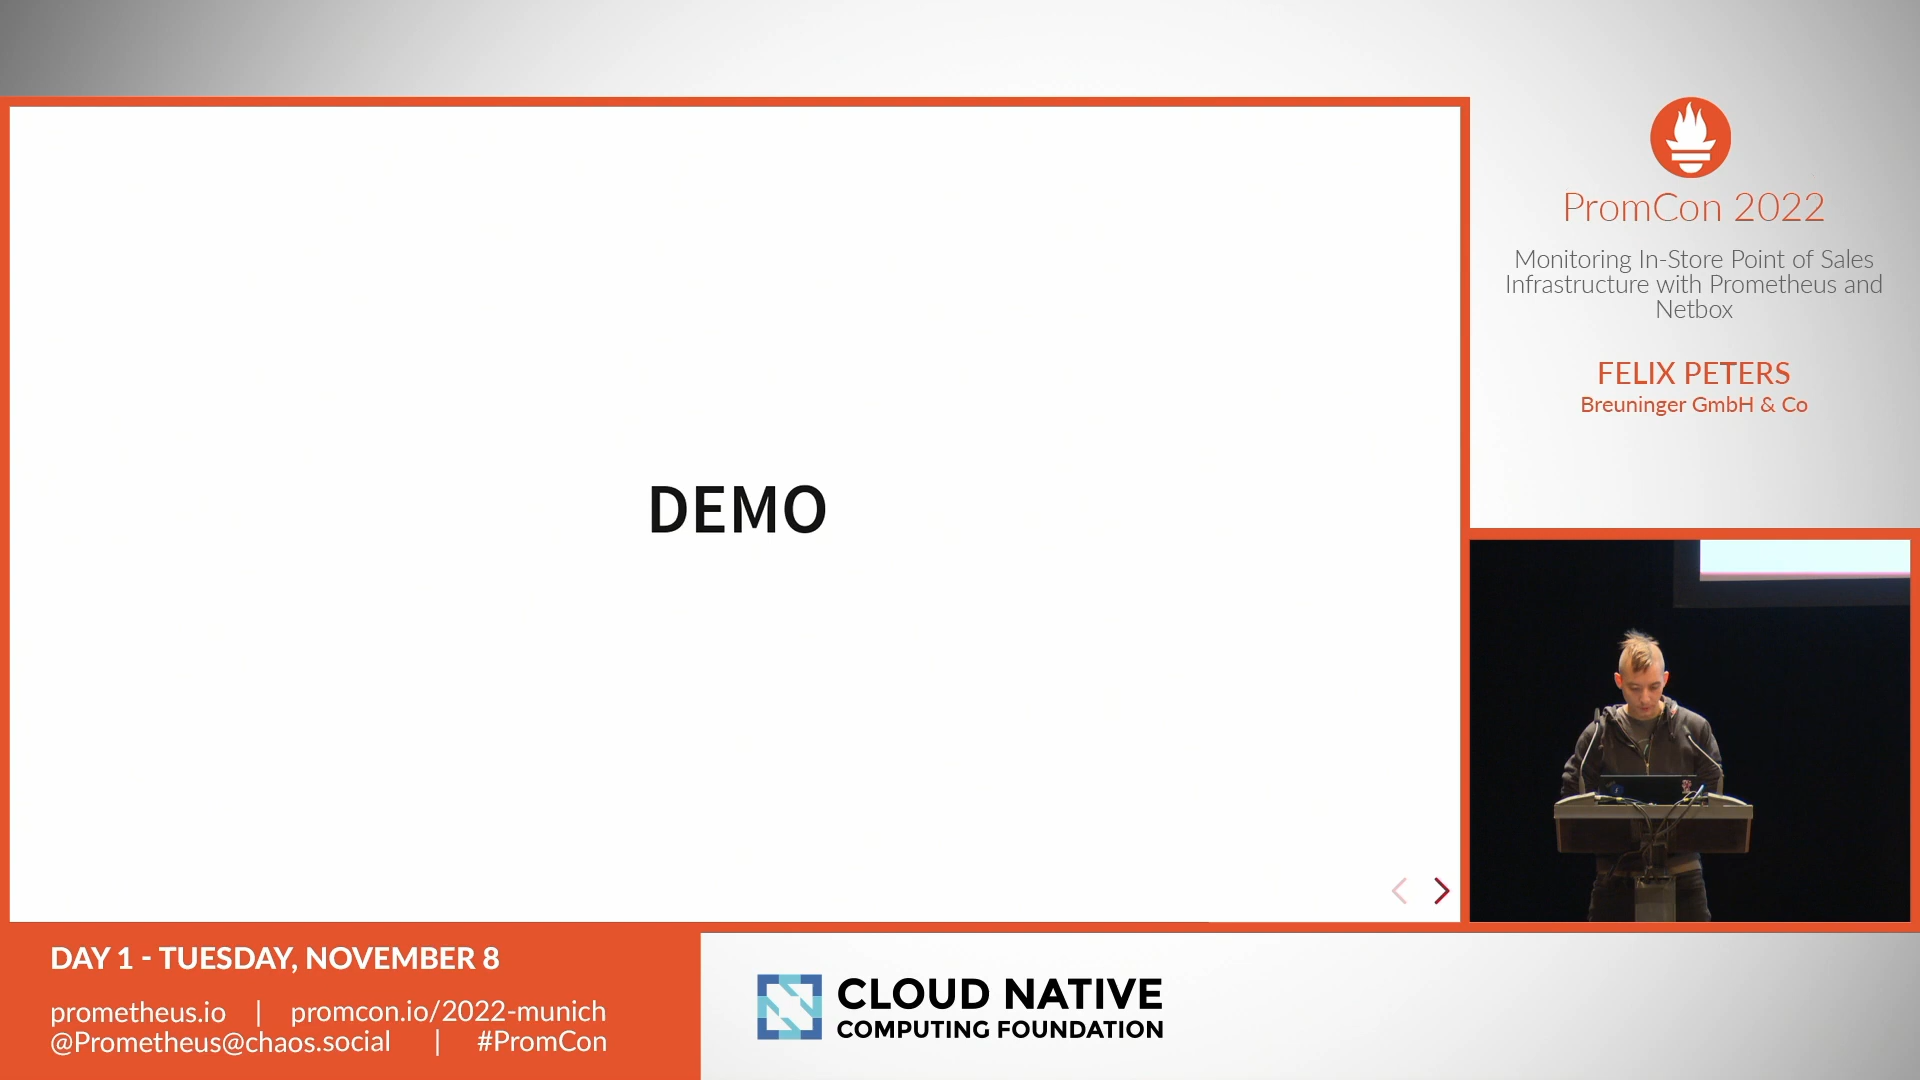 DEMO
PromCon 2022
Monitoring In-Store Point of Sales
Infrastructure with Prometheus and
Netbox
FELIX PETERS
Breuninger GmbH & Co
DAY 1 - TUESDAY, NOVEMBER 8
prometheus.io | promcon.io/2022-munich
@Prometheus@chaos.social | #PromCon
CLOUD NATIVE
COMPUTING FOUNDATION